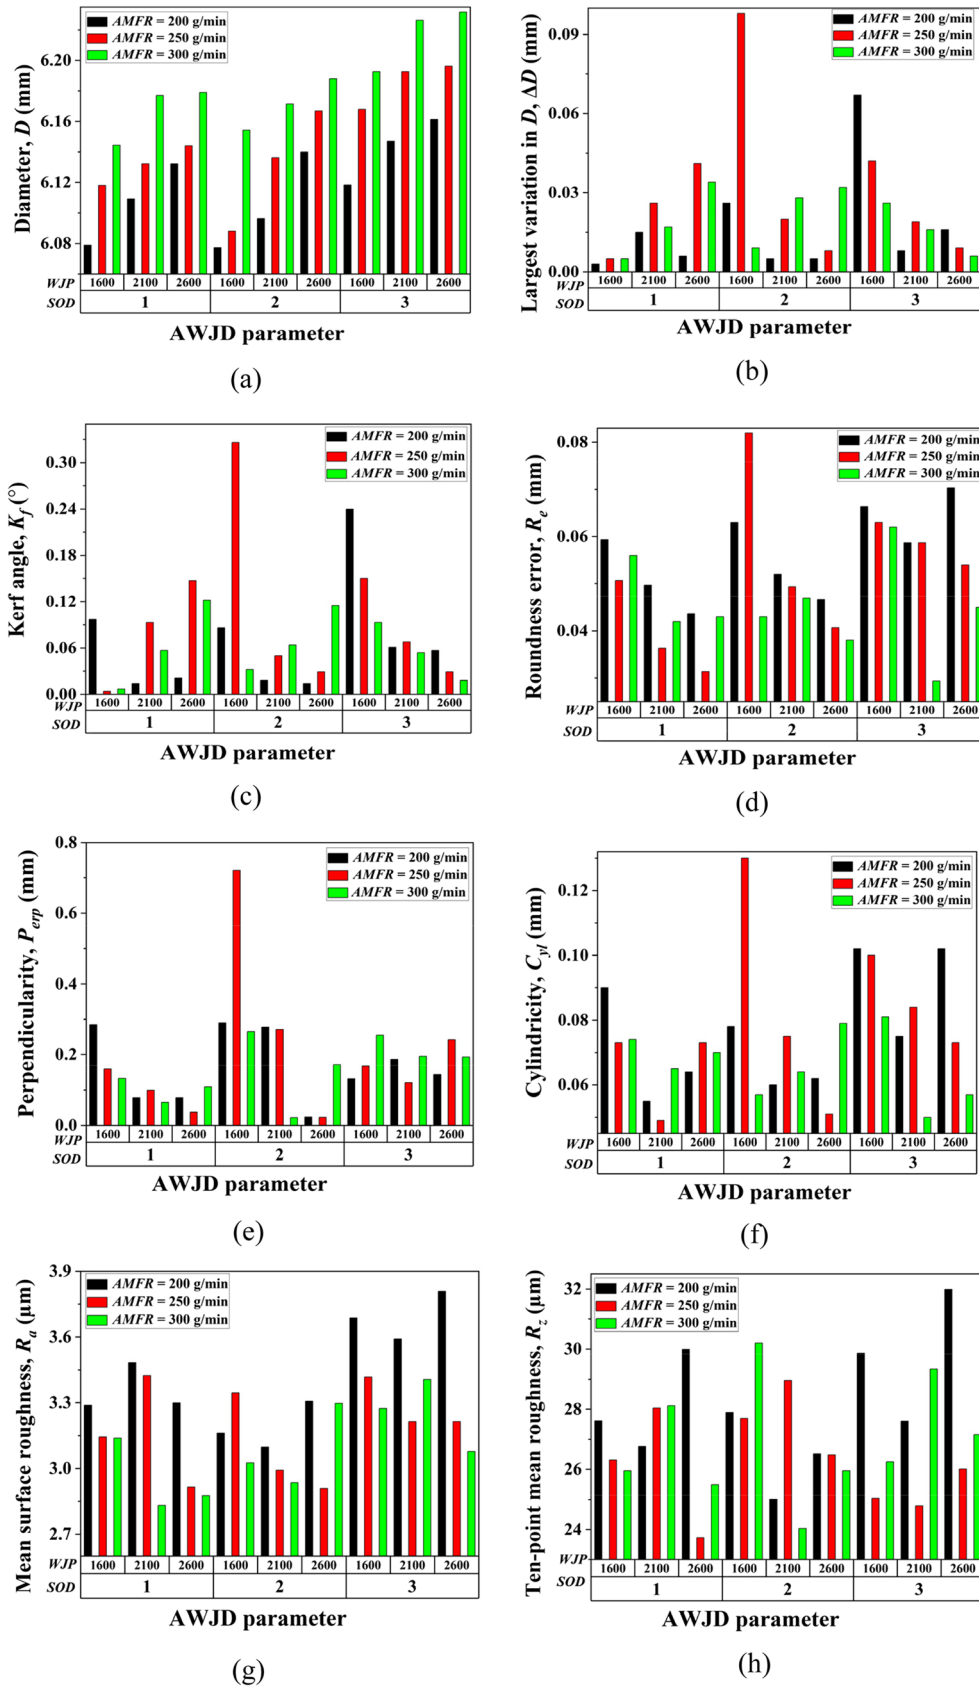 AMFR = 200 g/min
AMFR = 250 g/min
AMFR = 300 g/min
Diameter, D (mm)
6.20
6.16
6.12
6.08
WJP 1600 2100 2600 1600 2100 2600 1600 2100 2600
SOD 1 2 3
AWJD parameter
(a)
AMFR = 200 g/min
AMFR = 250 g/min
AMFR = 300 g/min
Largest variation in D, ΔD (mm)
0.09
0.06
0.03
0.00
WJP 1600 2100 2600 1600 2100 2600 1600 2100 2600
SOD 1 2 3
AWJD parameter
(b)
AMFR = 200 g/min
AMFR = 250 g/min
AMFR = 300 g/min
Kerf angle, Kf (°)
0.30
0.24
0.18
0.12
0.06
0.00
1600 2100 2600 1600 2100 2600 1600 2100 2600 WJP
1 2 3 SOD
AWJD parameter
(c)
AMFR = 200 g/min
AMFR = 250 g/min
AMFR = 300 g/min
Roundness error, Re (mm)
0.08
0.06
0.04
WJP 1600 2100 2600 1600 2100 2600 1600 2100 2600
SOD 1 2 3
AWJD parameter
(d)
AMFR = 200 g/min
AMFR = 250 g/min
AMFR = 300 g/min
Perpendicularity, Perp (mm)
0.8
0.6
0.4
0.2
0.0
WJP 1600 2100 2600 1600 2100 2600 1600 2100 2600
SOD 1 2 3
AWJD parameter
(e)
AMFR = 200 g/min
AMFR = 250 g/min
AMFR = 300 g/min
Cylindricity, Cyl (mm)
0.12
0.10
0.08
0.06
WJP 1600 2100 2600 1600 2100 2600 1600 2100 2600
SOD 1 2 3
AWJD parameter
(f)
AMFR = 200 g/min
AMFR = 250 g/min
AMFR = 300 g/min
Mean surface roughness, Ra (μm)
3.9
3.6
3.3
3.0
2.7
WJP 1600 2100 2600 1600 2100 2600 1600 2100 2600
SOD 1 2 3
AWJD parameter
(g)
AMFR = 200 g/min
AMFR = 250 g/min
AMFR = 300 g/min
Ten-point mean roughness, Rz (μm)
32
30
28
26
24
WJP 1600 2100 2600 1600 2100 2600 1600 2100 2600
SOD 1 2 3
AWJD parameter
(h)